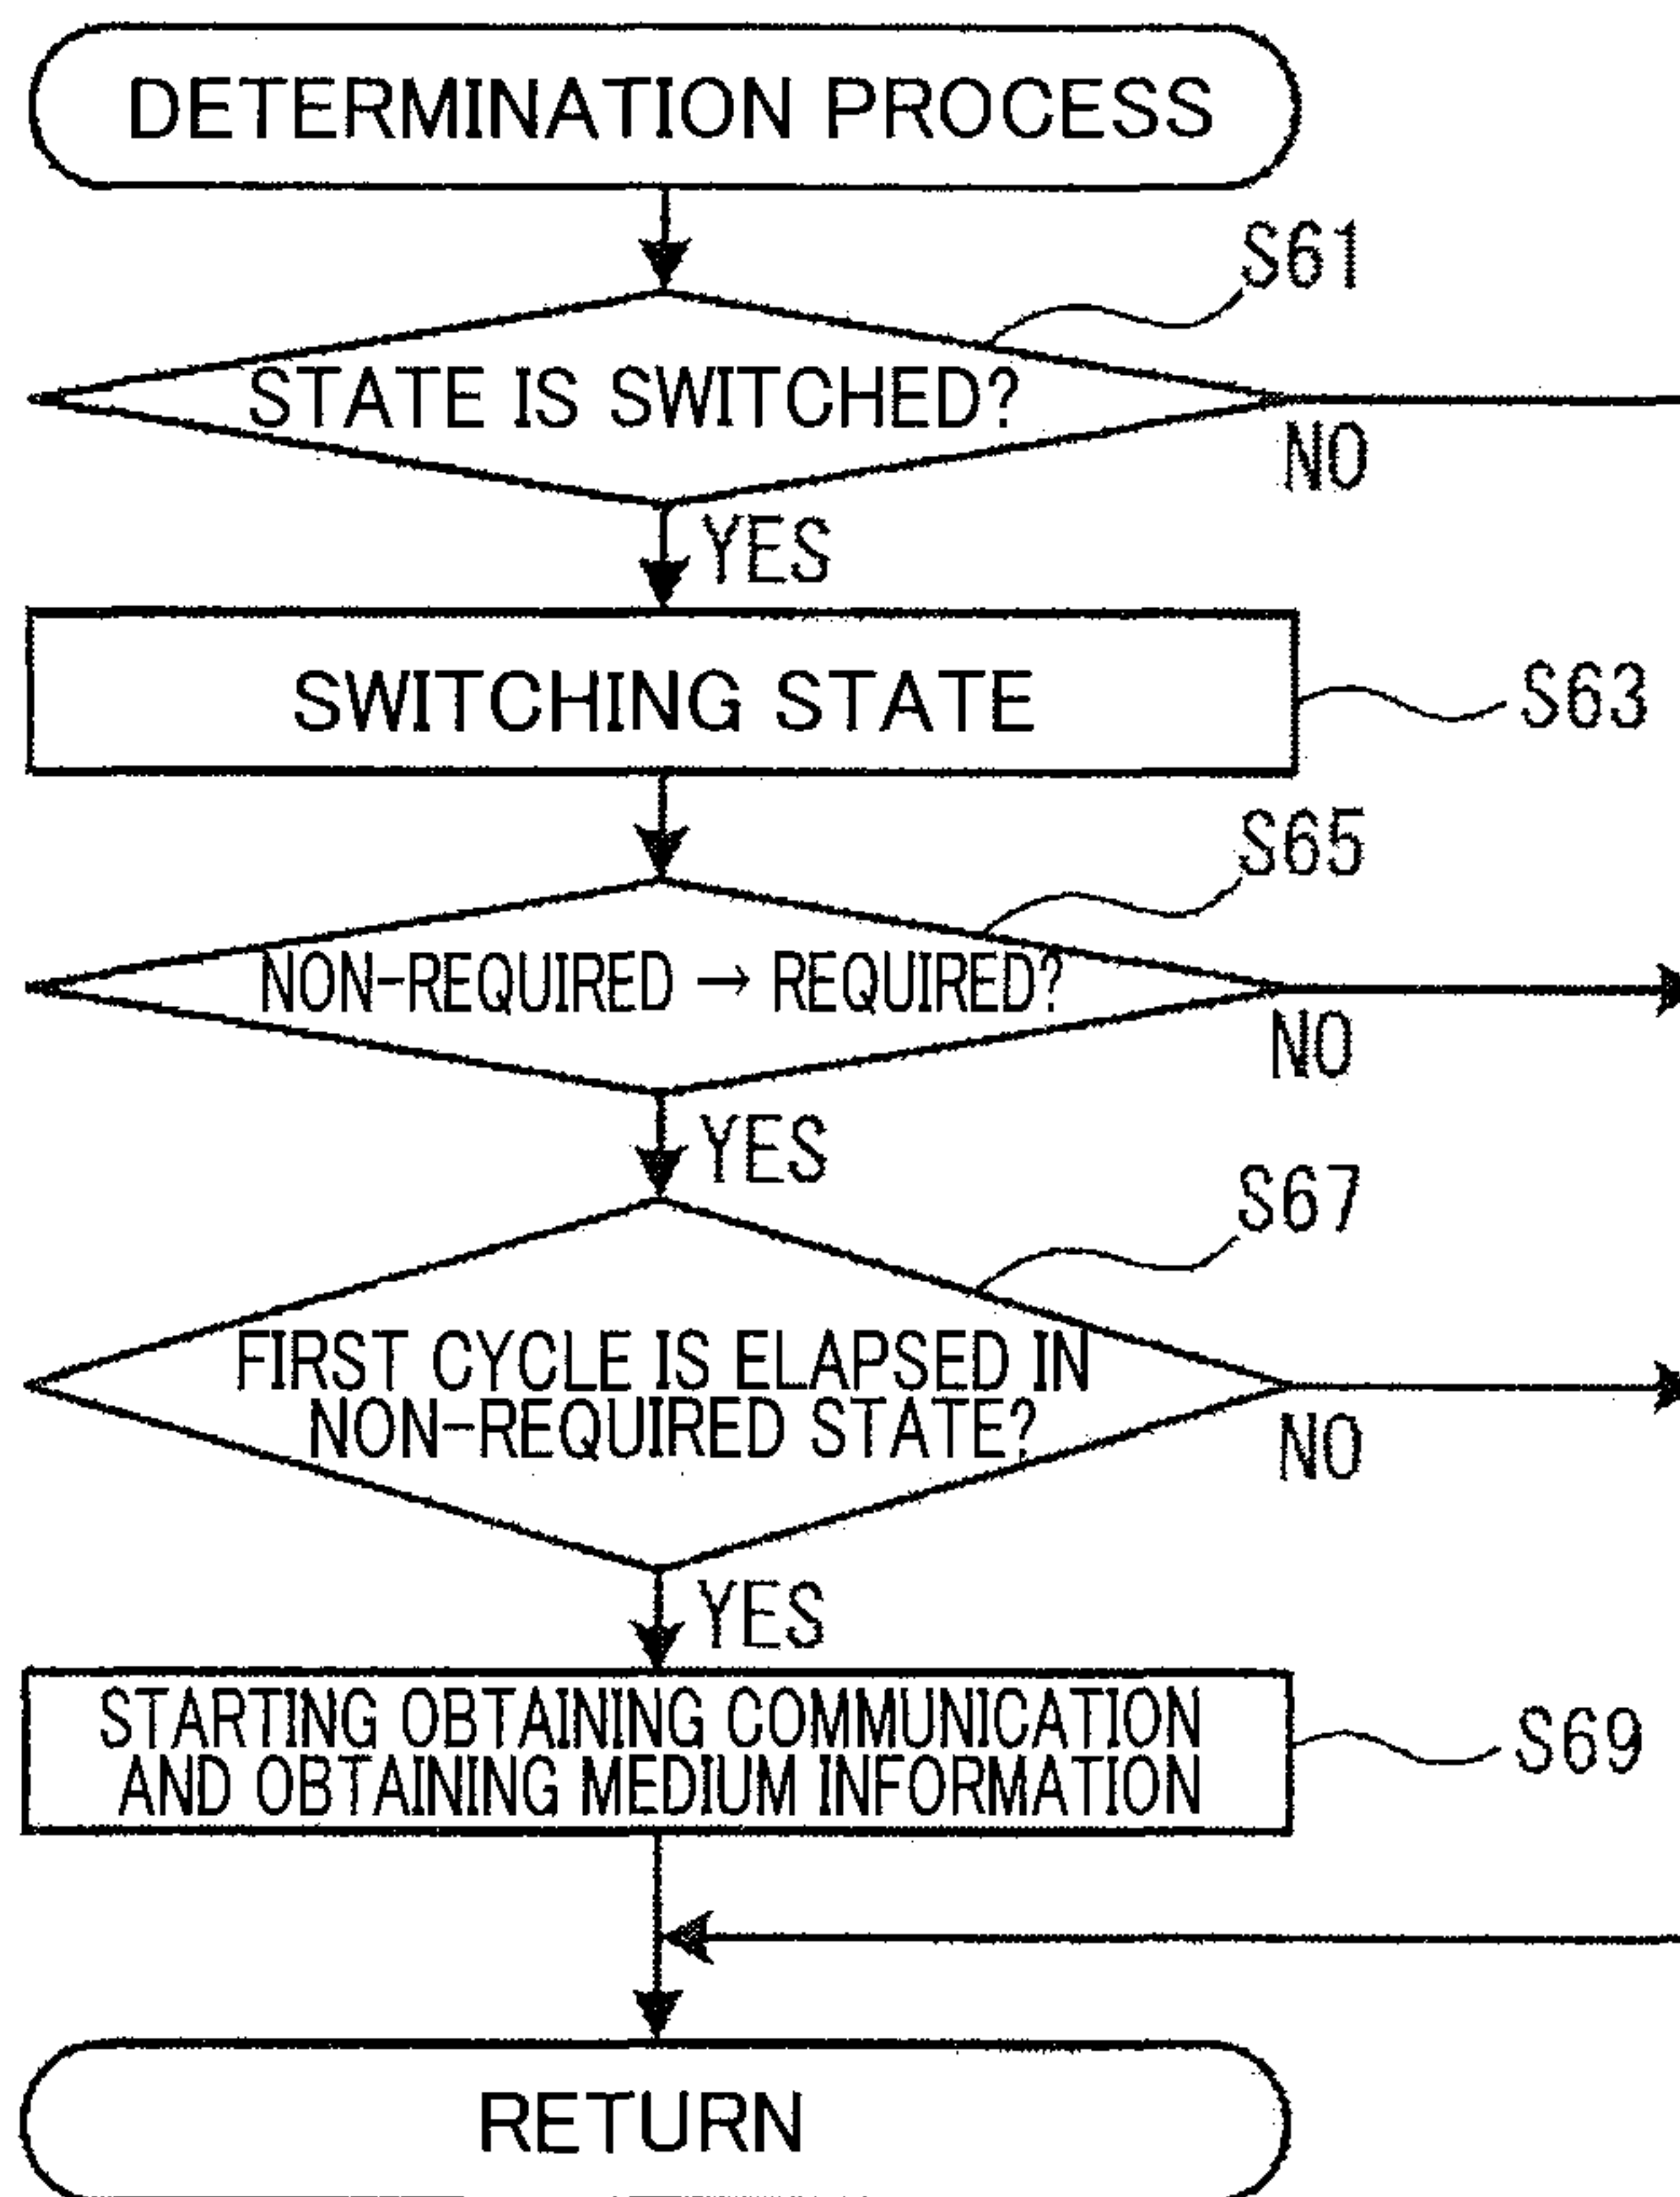 DETERMINATION PROCESS
S61
STATE IS SWITCHED?
NO
YES
SWITCHING STATE
S63
S65
NON-REQUIRED → REQUIRED?
NO
YES
S67
FIRST CYCLE IS ELAPSED IN
NON-REQUIRED STATE?
NO
YES
STARTING OBTAINING COMMUNICATION
AND OBTAINING MEDIUM INFORMATION
S69
RETURN